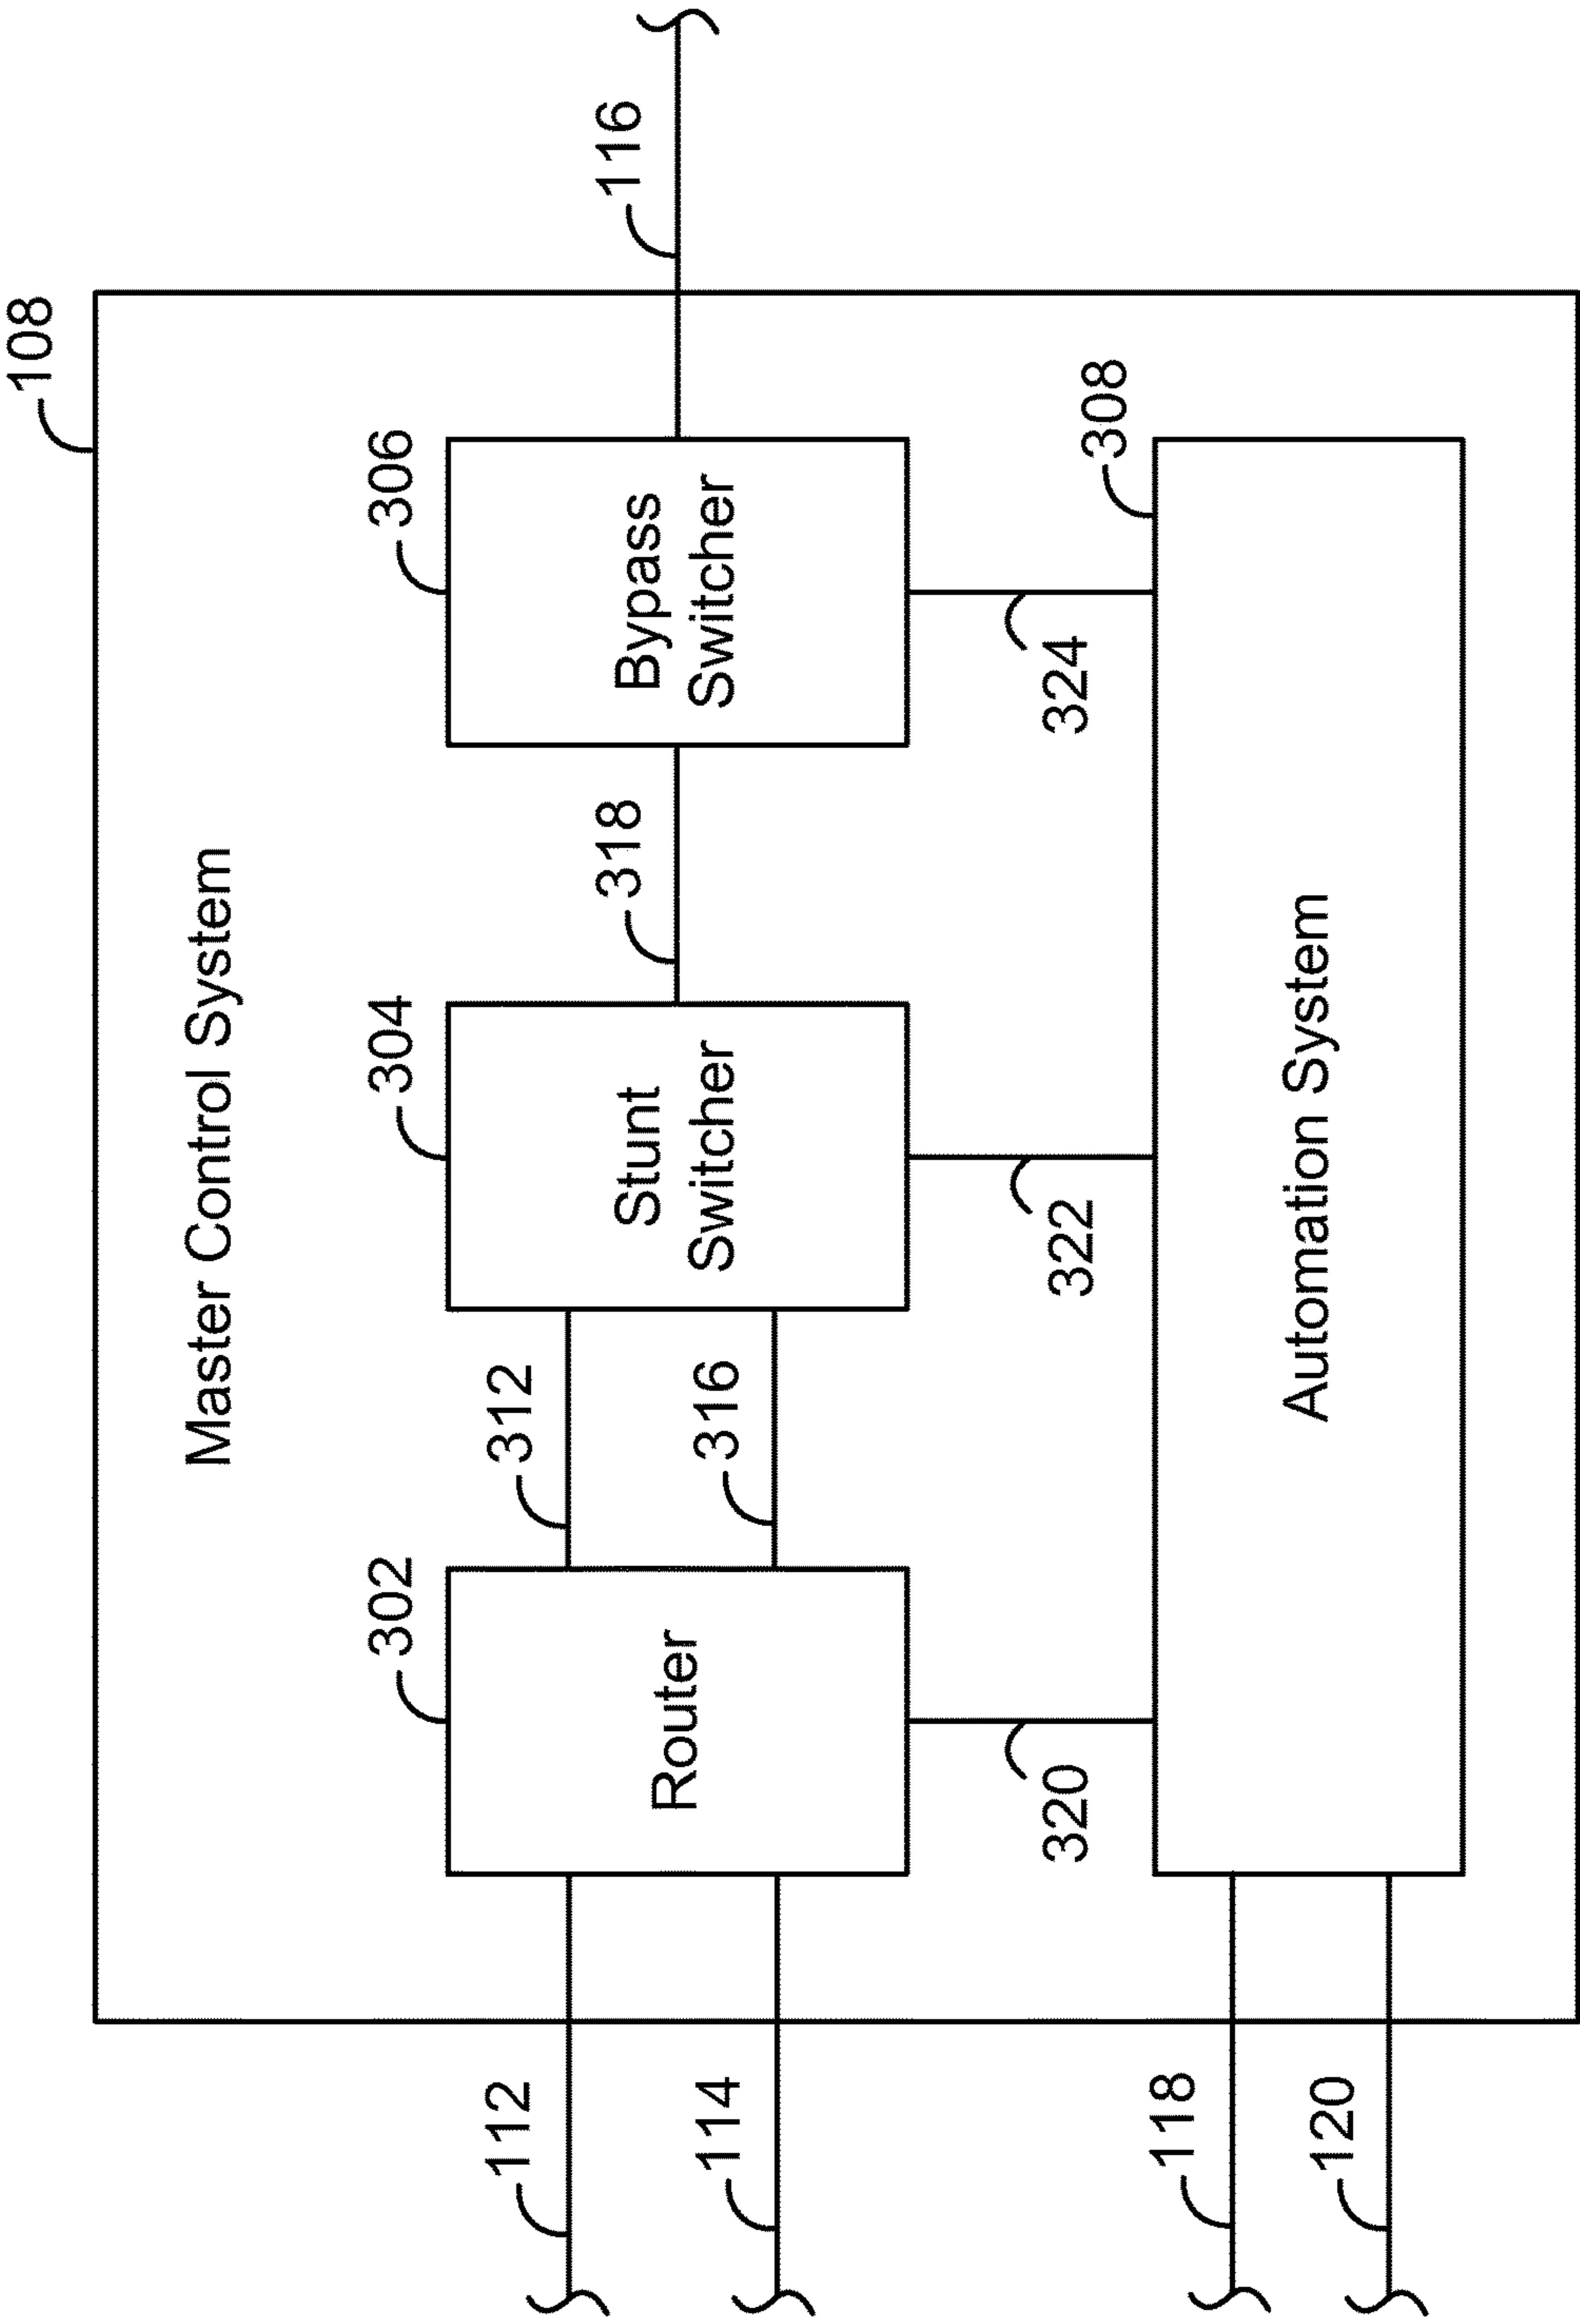 108
Master Control System
302
304
306
Router
Stunt
Switcher
Bypass
Switcher
112
312
318
116
114
316
320
322
324
308
118
Automation System
120